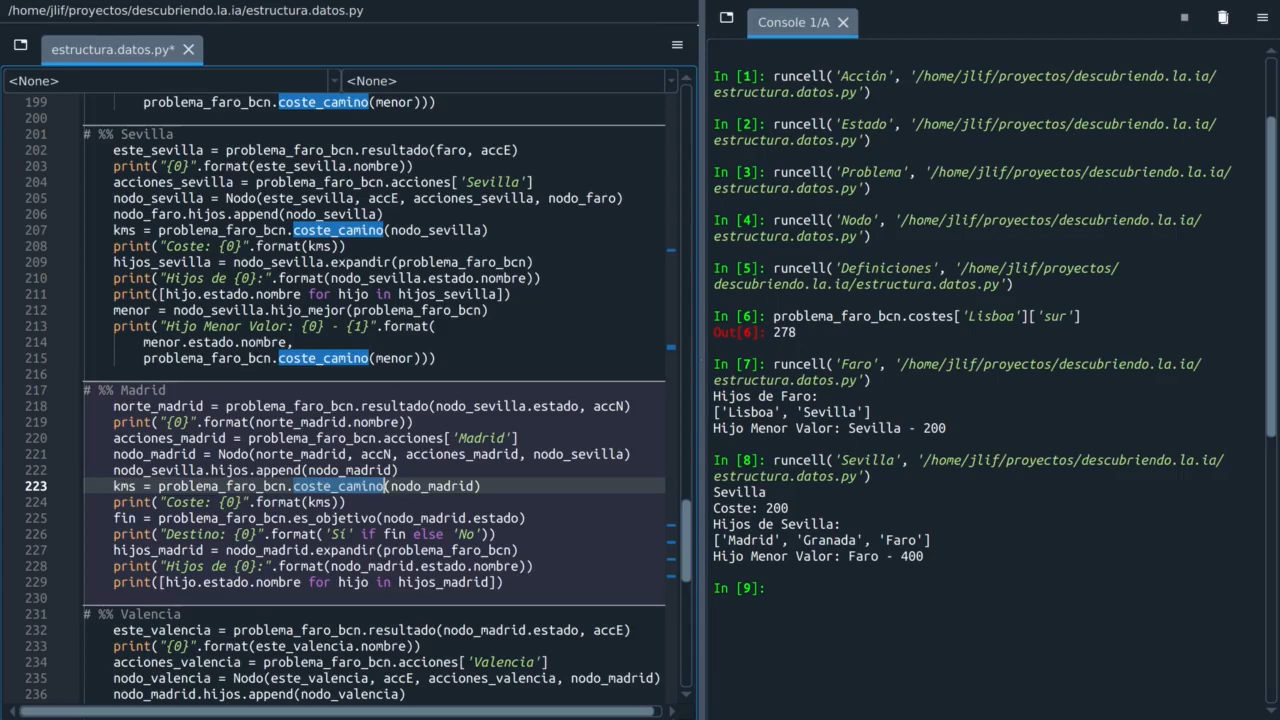 /home/jlif/proyectos/descubriendo.la.ia/estructura.datos.py
estructura.datos.py*
<None>
<None>
199 problema_faro_bcn.coste_camino(menor)))
200
201 # %% Sevilla
202 este_sevilla = problema_faro_bcn.resultado(faro, accE)
203 print("{0}".format(este_sevilla.nombre))
204 acciones_sevilla = problema_faro_bcn.acciones['Sevilla']
205 nodo_sevilla = Nodo(este_sevilla, accE, acciones_sevilla, nodo_faro)
206 nodo_faro.hijos.append(nodo_sevilla)
207 kms = problema_faro_bcn.coste_camino(nodo_sevilla)
208 print("Coste: {0}".format(kms))
209 hijos_sevilla = nodo_sevilla.expandir(problema_faro_bcn)
210 print("Hijos de {0}:".format(nodo_sevilla.estado.nombre))
211 print([hijo.estado.nombre for hijo in hijos_sevilla])
212 menor = nodo_sevilla.hijo_mejor(problema_faro_bcn)
213 print("Hijo Menor Valor: {0} - {1}".format(
214 menor.estado.nombre,
215 problema_faro_bcn.coste_camino(menor)))
216
217 # %% Madrid
218 norte_madrid = problema_faro_bcn.resultado(nodo_sevilla.estado, accN)
219 print("{0}".format(norte_madrid.nombre))
220 acciones_madrid = problema_faro_bcn.acciones['Madrid']
221 nodo_madrid = Nodo(norte_madrid, accN, acciones_madrid, nodo_sevilla)
222 nodo_sevilla.hijos.append(nodo_madrid)
223 kms = problema_faro_bcn.coste_camino(nodo_madrid)
224 print("Coste: {0}".format(kms))
225 fin = problema_faro_bcn.es_objetivo(nodo_madrid.estado)
226 print("Destino: {0}".format('Sí' if fin else 'No'))
227 hijos_madrid = nodo_madrid.expandir(problema_faro_bcn)
228 print("Hijos de {0}:".format(nodo_madrid.estado.nombre))
229 print([hijo.estado.nombre for hijo in hijos_madrid])
230
231 # %% Valencia
232 este_valencia = problema_faro_bcn.resultado(nodo_madrid.estado, accE)
233 print("{0}".format(este_valencia.nombre))
234 acciones_valencia = problema_faro_bcn.acciones['Valencia']
235 nodo_valencia = Nodo(este_valencia, accE, acciones_valencia, nodo_madrid)
236 nodo_madrid.hijos.append(nodo_valencia)
Console 1/A
In [1]: runcell('Acción', '/home/jlif/proyectos/descubriendo.la.ia/
estructura.datos.py')
In [2]: runcell('Estado', '/home/jlif/proyectos/descubriendo.la.ia/
estructura.datos.py')
In [3]: runcell('Problema', '/home/jlif/proyectos/descubriendo.la.ia/
estructura.datos.py')
In [4]: runcell('Nodo', '/home/jlif/proyectos/descubriendo.la.ia/
estructura.datos.py')
In [5]: runcell('Definiciones', '/home/jlif/proyectos/
descubriendo.la.ia/estructura.datos.py')
In [6]: problema_faro_bcn.costes['Lisboa']['sur']
Out[6]: 278
In [7]: runcell('Faro', '/home/jlif/proyectos/descubriendo.la.ia/
estructura.datos.py')
Hijos de Faro:
['Lisboa', 'Sevilla']
Hijo Menor Valor: Sevilla - 200
In [8]: runcell('Sevilla', '/home/jlif/proyectos/descubriendo.la.ia/
estructura.datos.py')
Sevilla
Coste: 200
Hijos de Sevilla:
['Madrid', 'Granada', 'Faro']
Hijo Menor Valor: Faro - 400
In [9]: